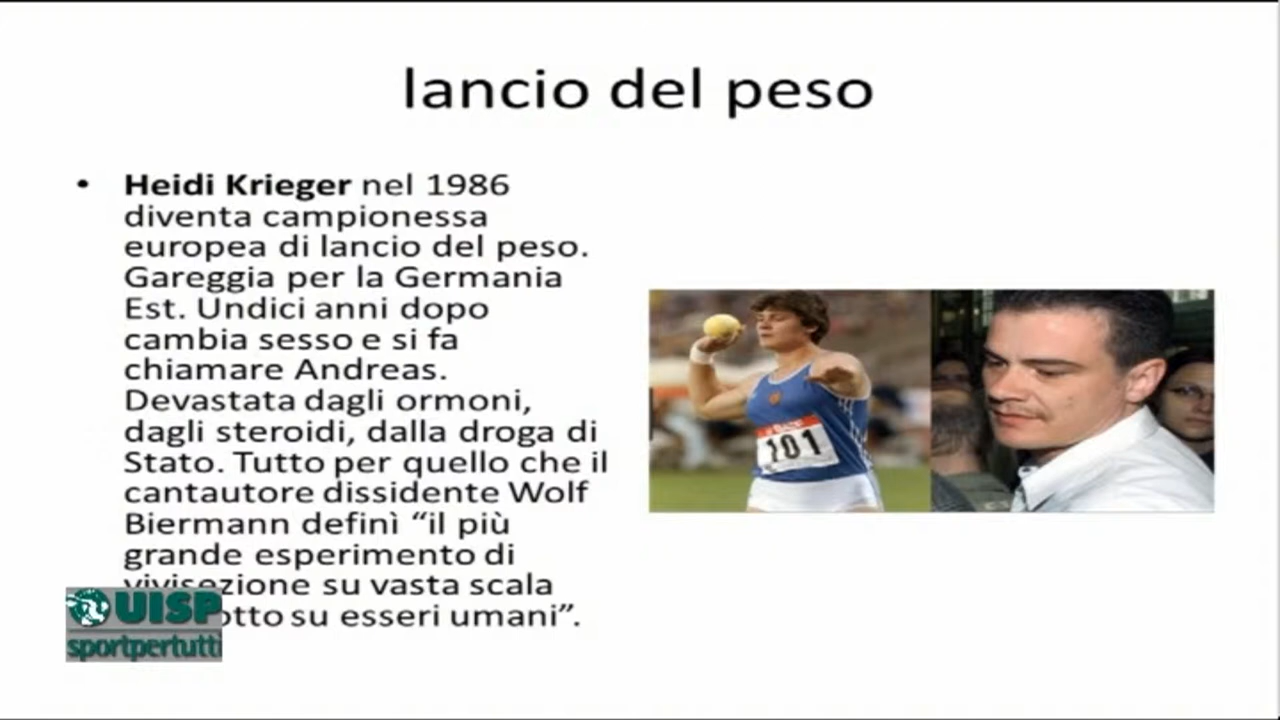 lancio del peso
• Heidi Krieger nel 1986
diventa campionessa
europea di lancio del peso.
Gareggia per la Germania
Est. Undici anni dopo
cambia sesso e si fa
chiamare Andreas.
Devastata dagli ormoni,
dagli steroidi, dalla droga di
Stato. Tutto per quello che il
cantautore dissidente Wolf
Biermann definì “il più
grande esperimento di
vivisezione su vasta scala
su esseri umani”.
101
UISP
sportpertutti